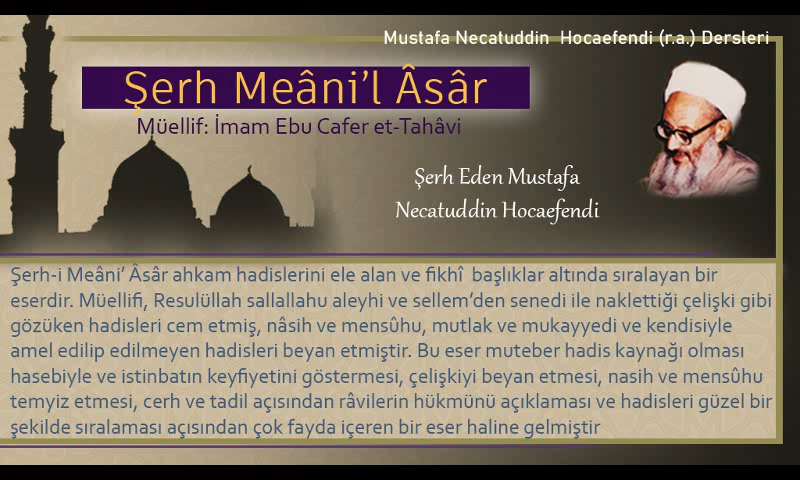 Mustafa Necatuddin Hocaefendi (r.a.) Dersleri
Şerh Meâni’l Âsâr
Müellif: İmam Ebu Cafer et-Tahâvi
Şerh Eden Mustafa
Necatuddin Hocaefendi
Şerh-i Meâni’ Âsâr ahkam hadislerini ele alan ve fikhî başlıklar altında sıralayan bir
eserdir. Müellifi, Resulüllah sallallahu aleyhi ve sellem’den senedi ile naklettiği çelişki gibi
gözüken hadisleri cem etmiş, nâsih ve mensûhu, mutlak ve mukayyedi ve kendisiyle
amel edilip edilmeyen hadisleri beyan etmiştir. Bu eser muteber hadis kaynağı olması
hasebiyle ve istinbatın keyfiyetini göstermesi, çelişkiyi beyan etmesi, nasih ve mensûhu
temyiz etmesi, cerh ve tadil açısından râvilerin hükmünü açıklaması ve hadisleri güzel bir
şekilde sıralaması açısından çok fayda içeren bir eser haline gelmiştir